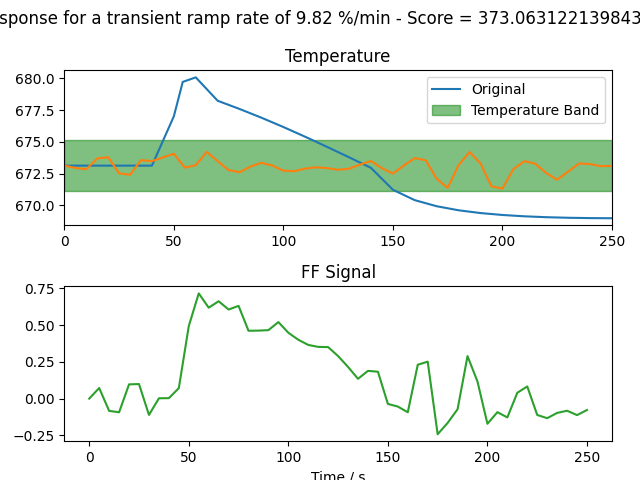 sponse for a transient ramp rate of 9.82 %/min - Score = 373.063122139843
Temperature
680.0
677.5
675.0
672.5
670.0
Original
Temperature Band
0 50 100 150 200 250
FF Signal
0.75
0.50
0.25
0.00
−0.25
0 50 100 150 200 250
Time / s